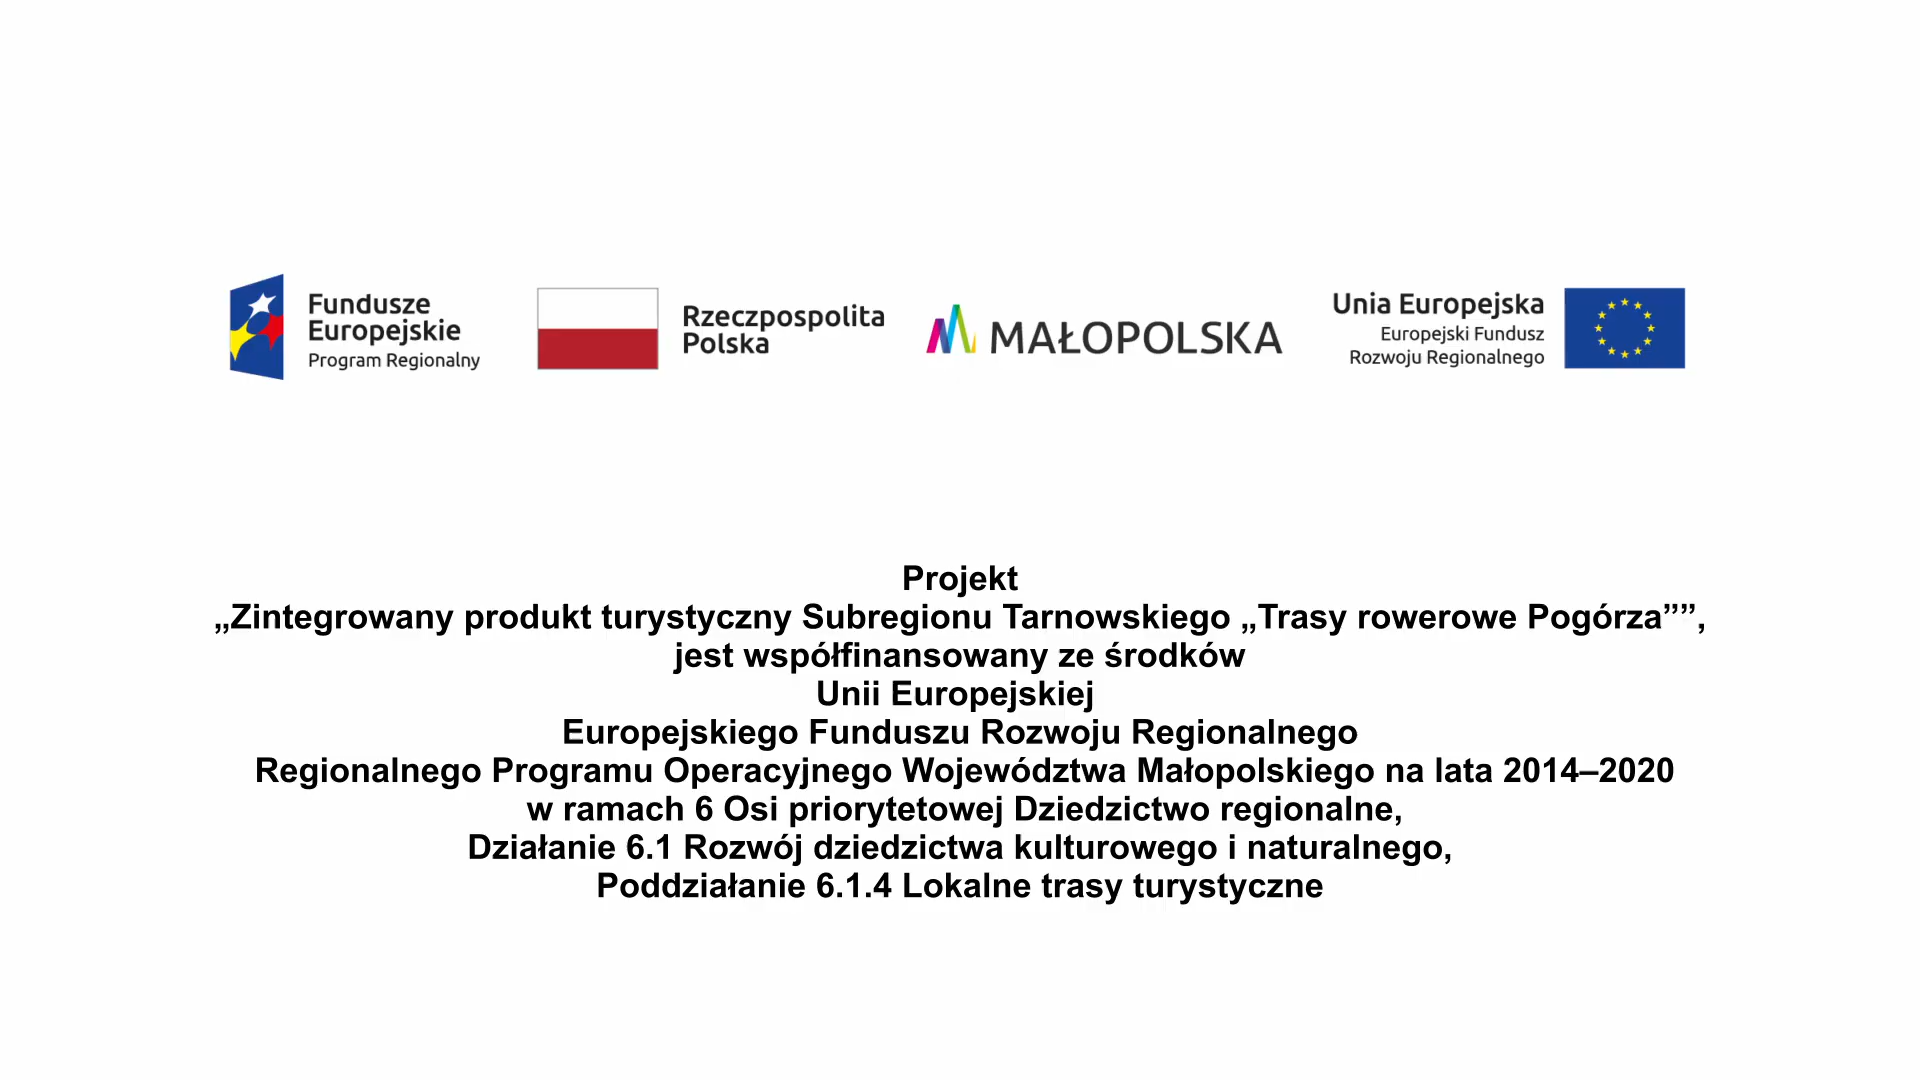 Fundusze
Europejskie
Program Regionalny
Rzeczpospolita
Polska
MAŁOPOLSKA
Unia Europejska
Europejski Fundusz
Rozwoju Regionalnego
Projekt
„Zintegrowany produkt turystyczny Subregionu Tarnowskiego „Trasy rowerowe Pogórza””,
jest współfinansowany ze środków
Unii Europejskiej
Europejskiego Funduszu Rozwoju Regionalnego
Regionalnego Programu Operacyjnego Województwa Małopolskiego na lata 2014–2020
w ramach 6 Osi priorytetowej Dziedzictwo regionalne,
Działanie 6.1 Rozwój dziedzictwa kulturowego i naturalnego,
Poddziałanie 6.1.4 Lokalne trasy turystyczne